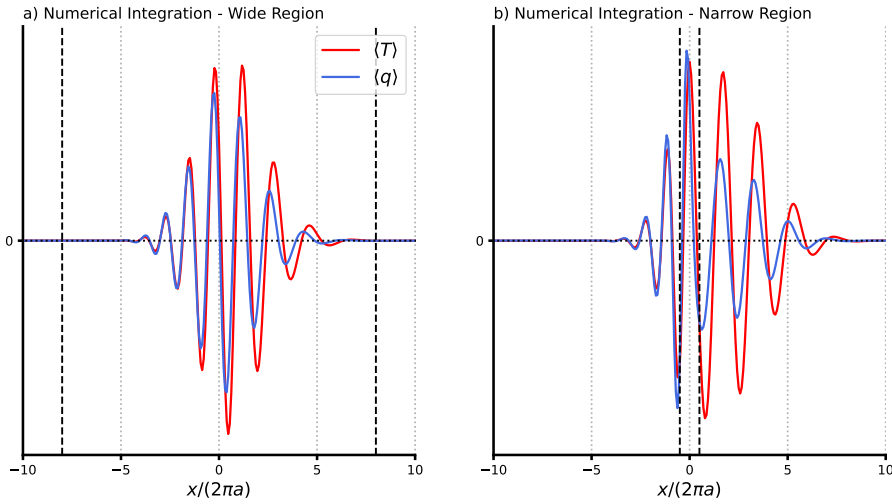 a) Numerical Integration - Wide Region
⟨T⟩
⟨q⟩
0
−10
−5
0
5
10
x/(2πa)
b) Numerical Integration - Narrow Region
0
−10
−5
0
5
10
x/(2πa)